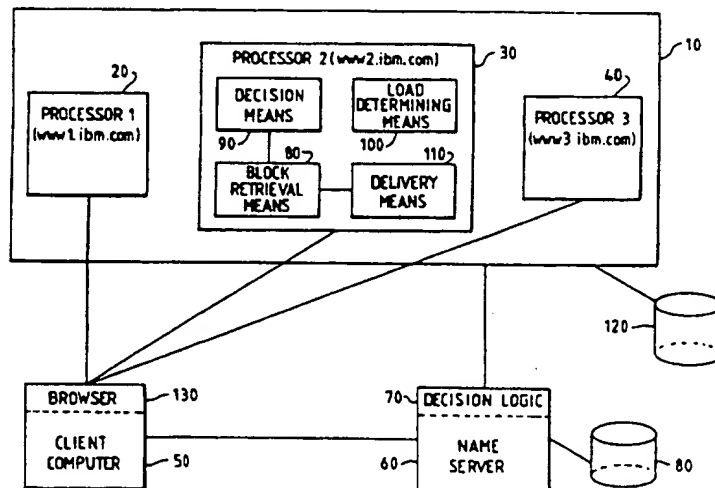 10
20
PROCESSOR 1
(www1.ibm.com)
PROCESSOR 2 (www2.ibm.com)
30
DECISION
MEANS
90
LOAD
DETERMINING
MEANS
100
80
BLOCK
RETRIEVAL
MEANS
110
DELIVERY
MEANS
40
PROCESSOR 3
(www3 ibm.com)
120
BROWSER
130
CLIENT
COMPUTER
50
70
DECISION LOGIC
NAME
SERVER
60
80